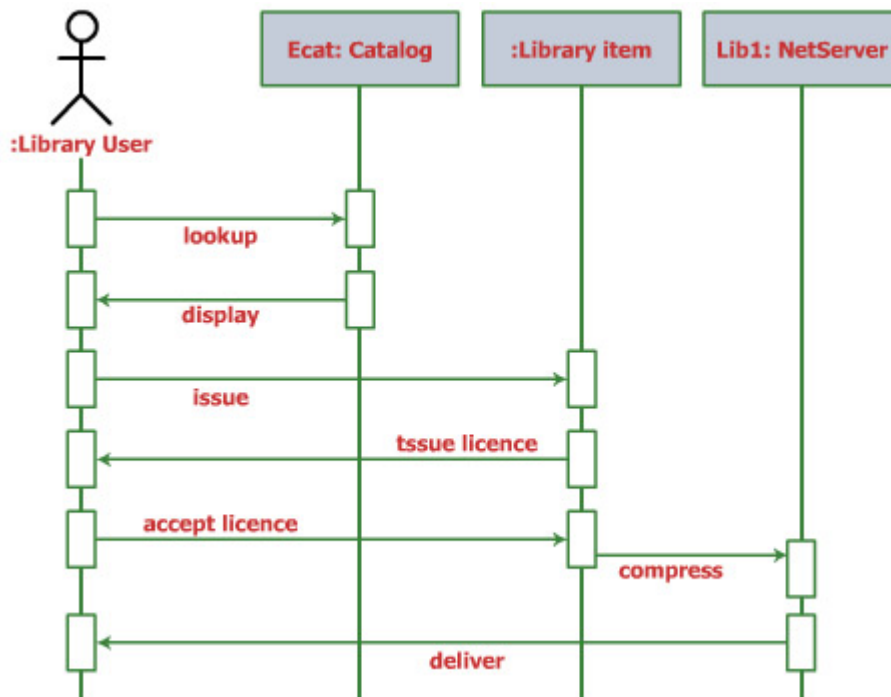 Ecat: Catalog
:Library item
Lib1: NetServer
:Library User
lookup
display
issue
tssue licence
accept licence
compress
deliver